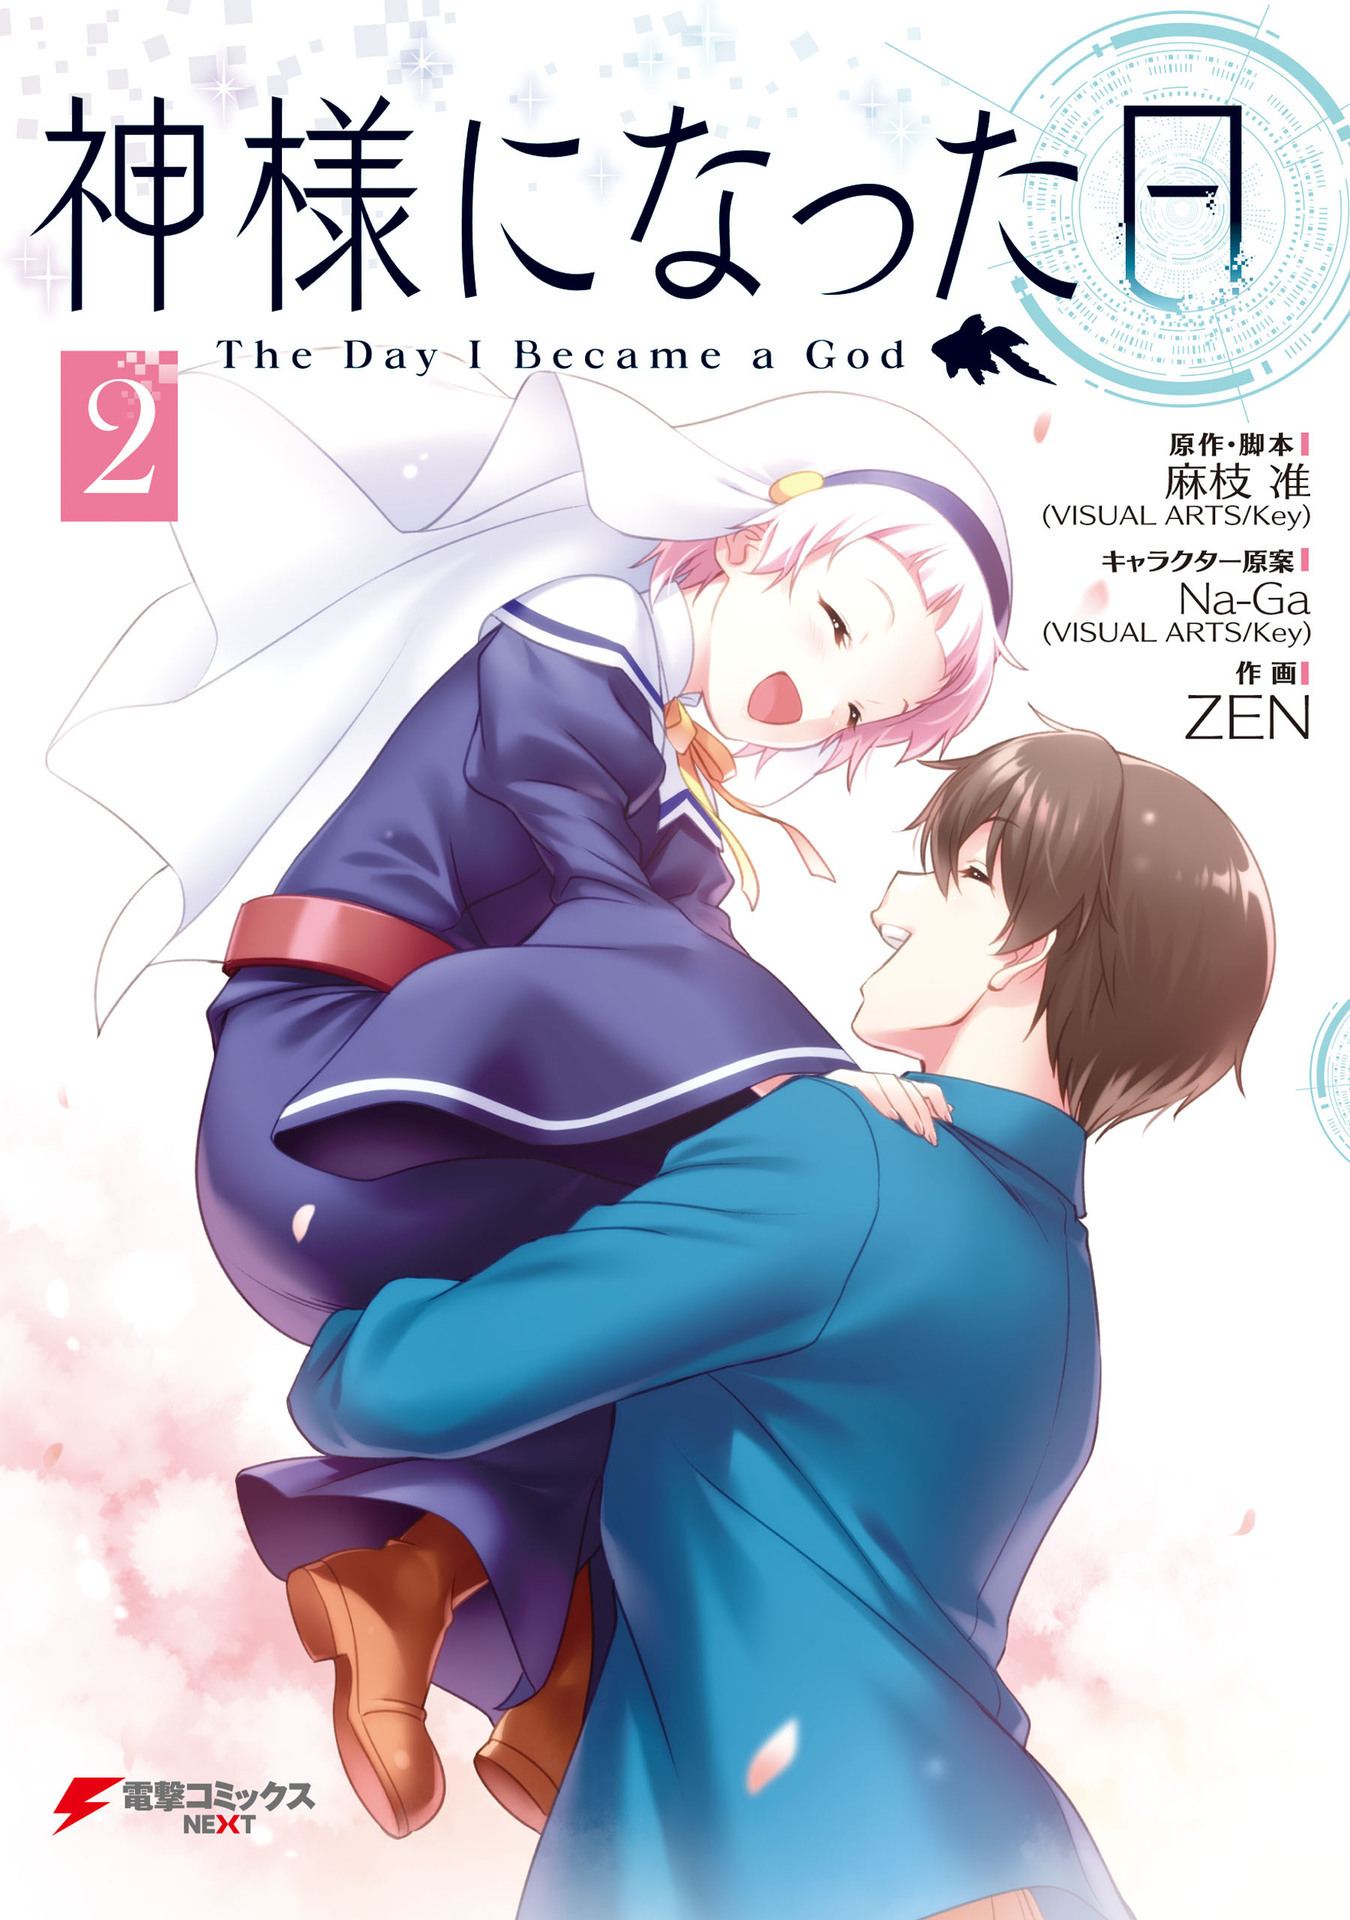 神様になった日
The Day I Became a God
2
原作・脚本
麻枝 准
(VISUAL ARTS/Key)
キャラクター原案
Na-Ga
(VISUAL ARTS/Key)
作画
ZEN
電撃コミックス
NEXT